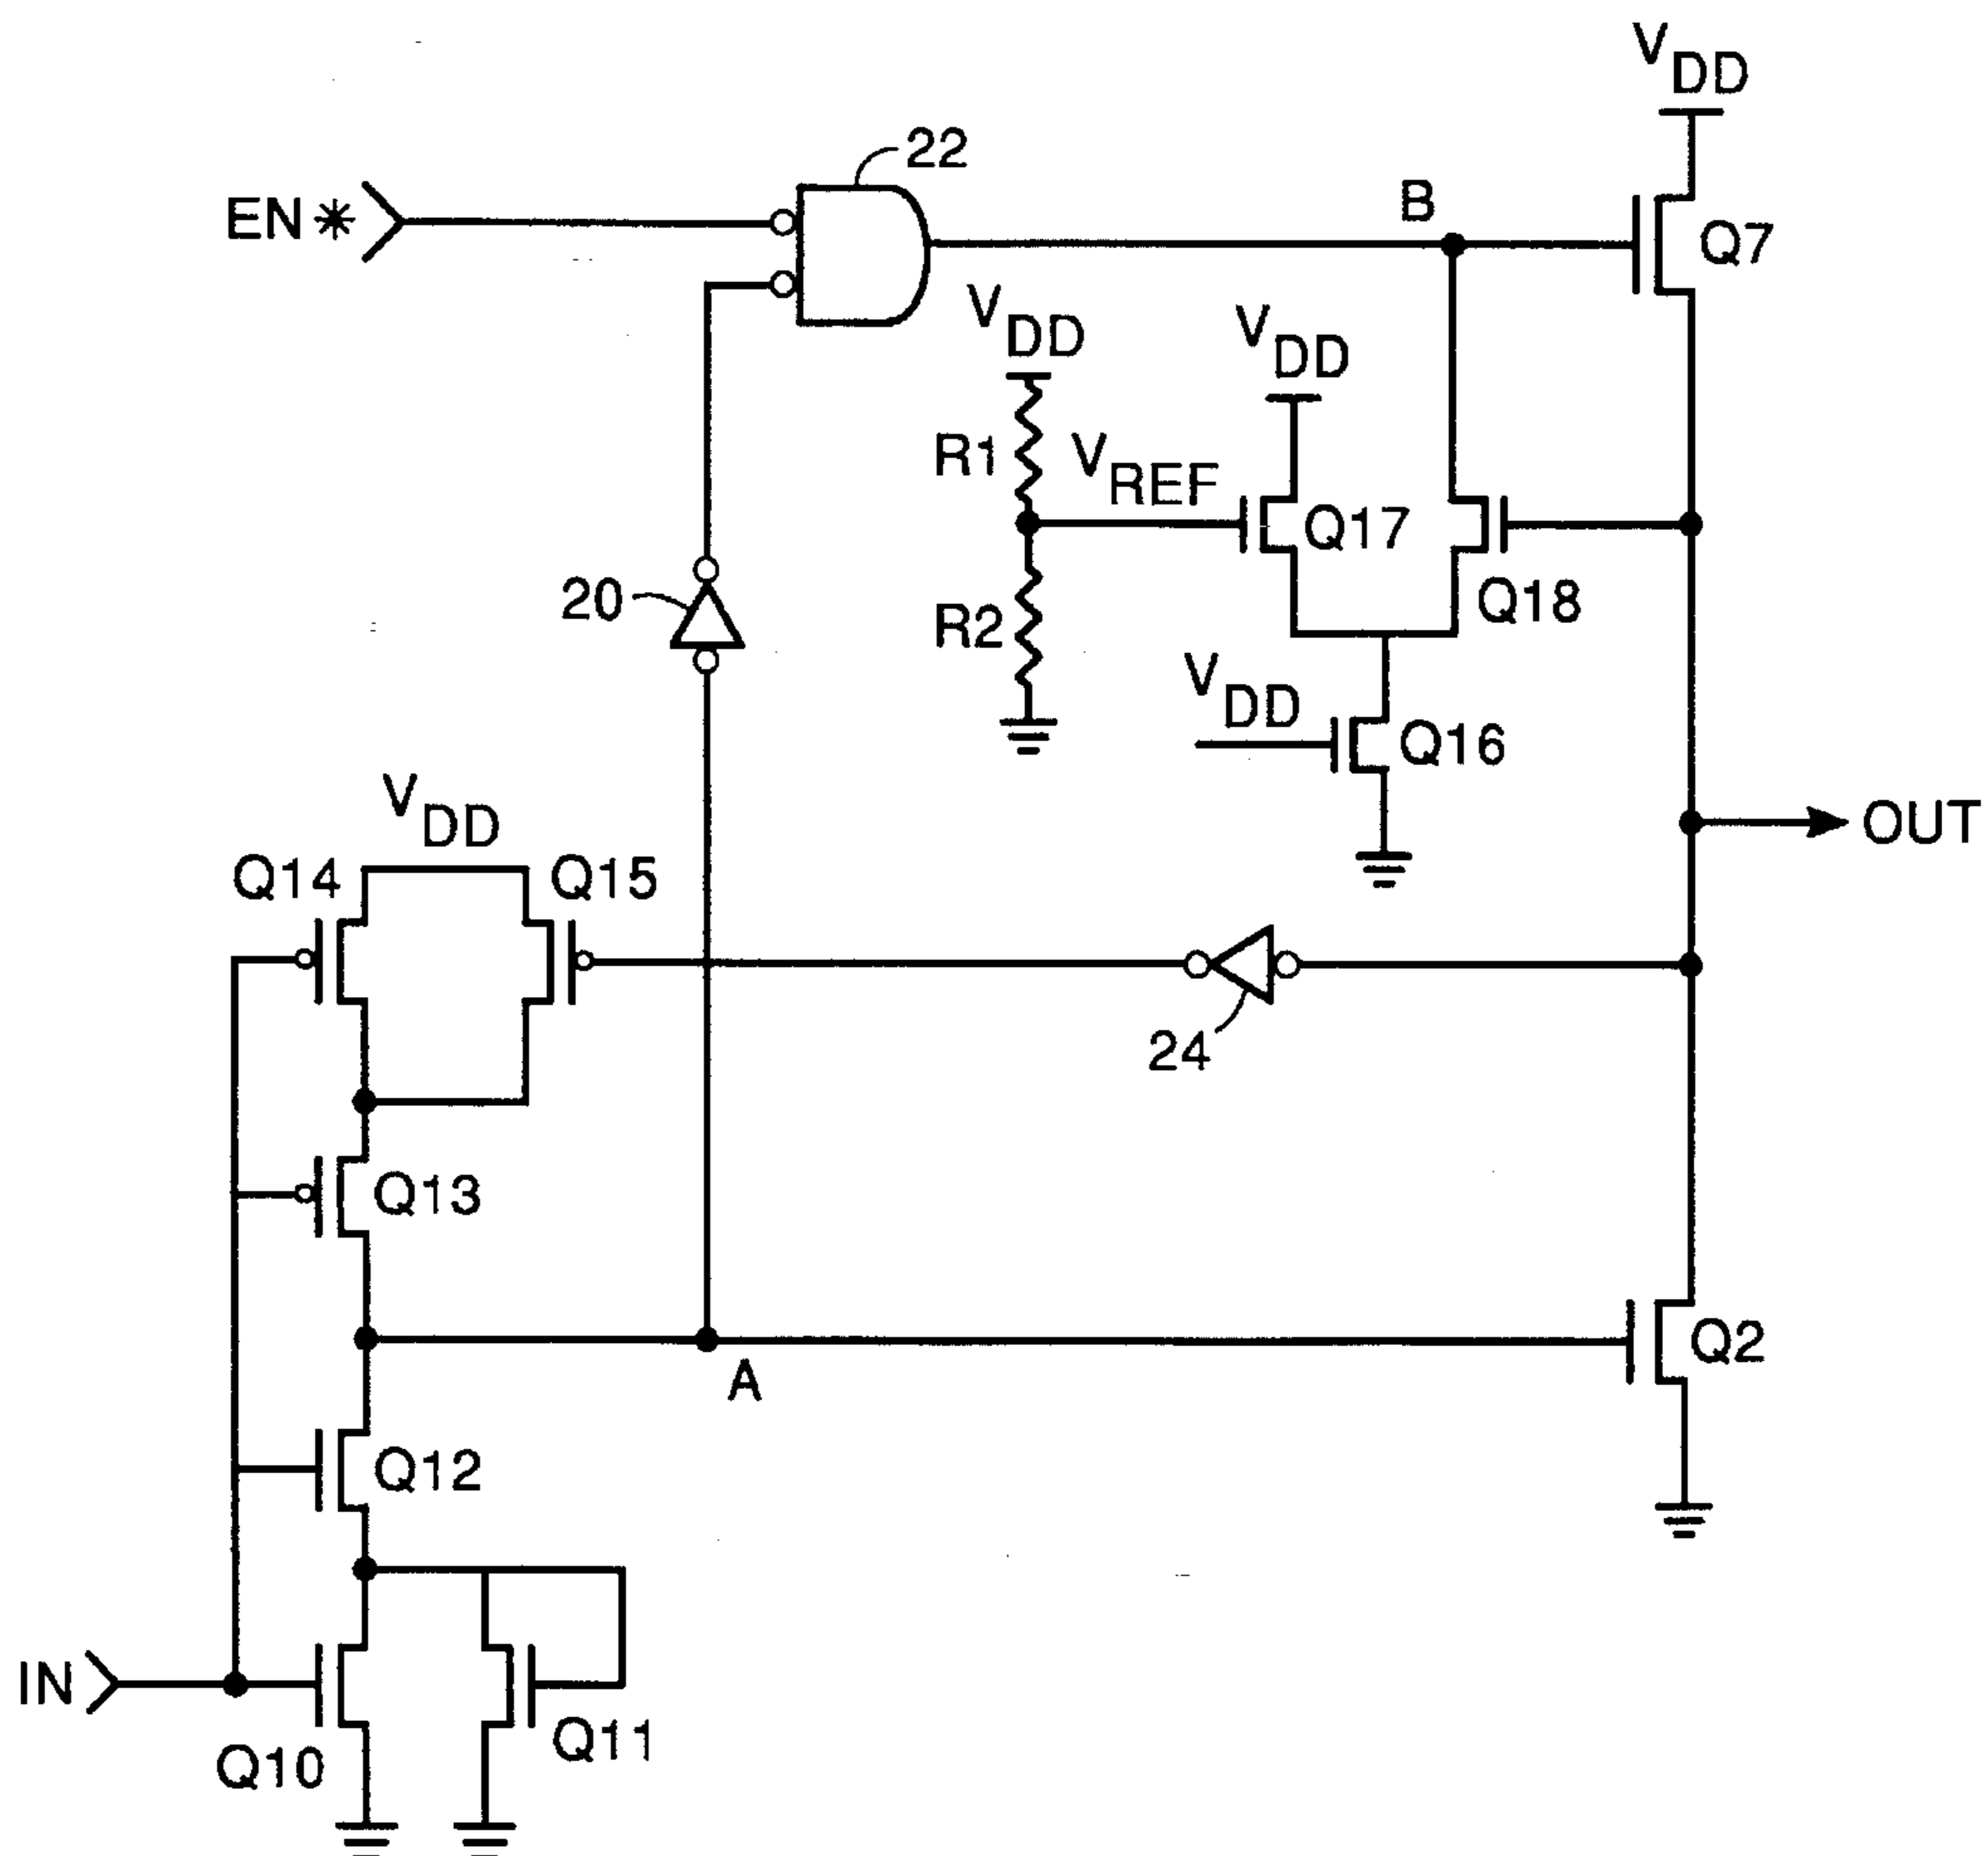 VDD
22
EN*
B
Q7
VDD
VDD
R1
VREF
Q17
20
R2
Q18
VDD
Q16
VDD
OUT
Q14
Q15
24
Q13
Q2
A
Q12
IN
Q11
Q10